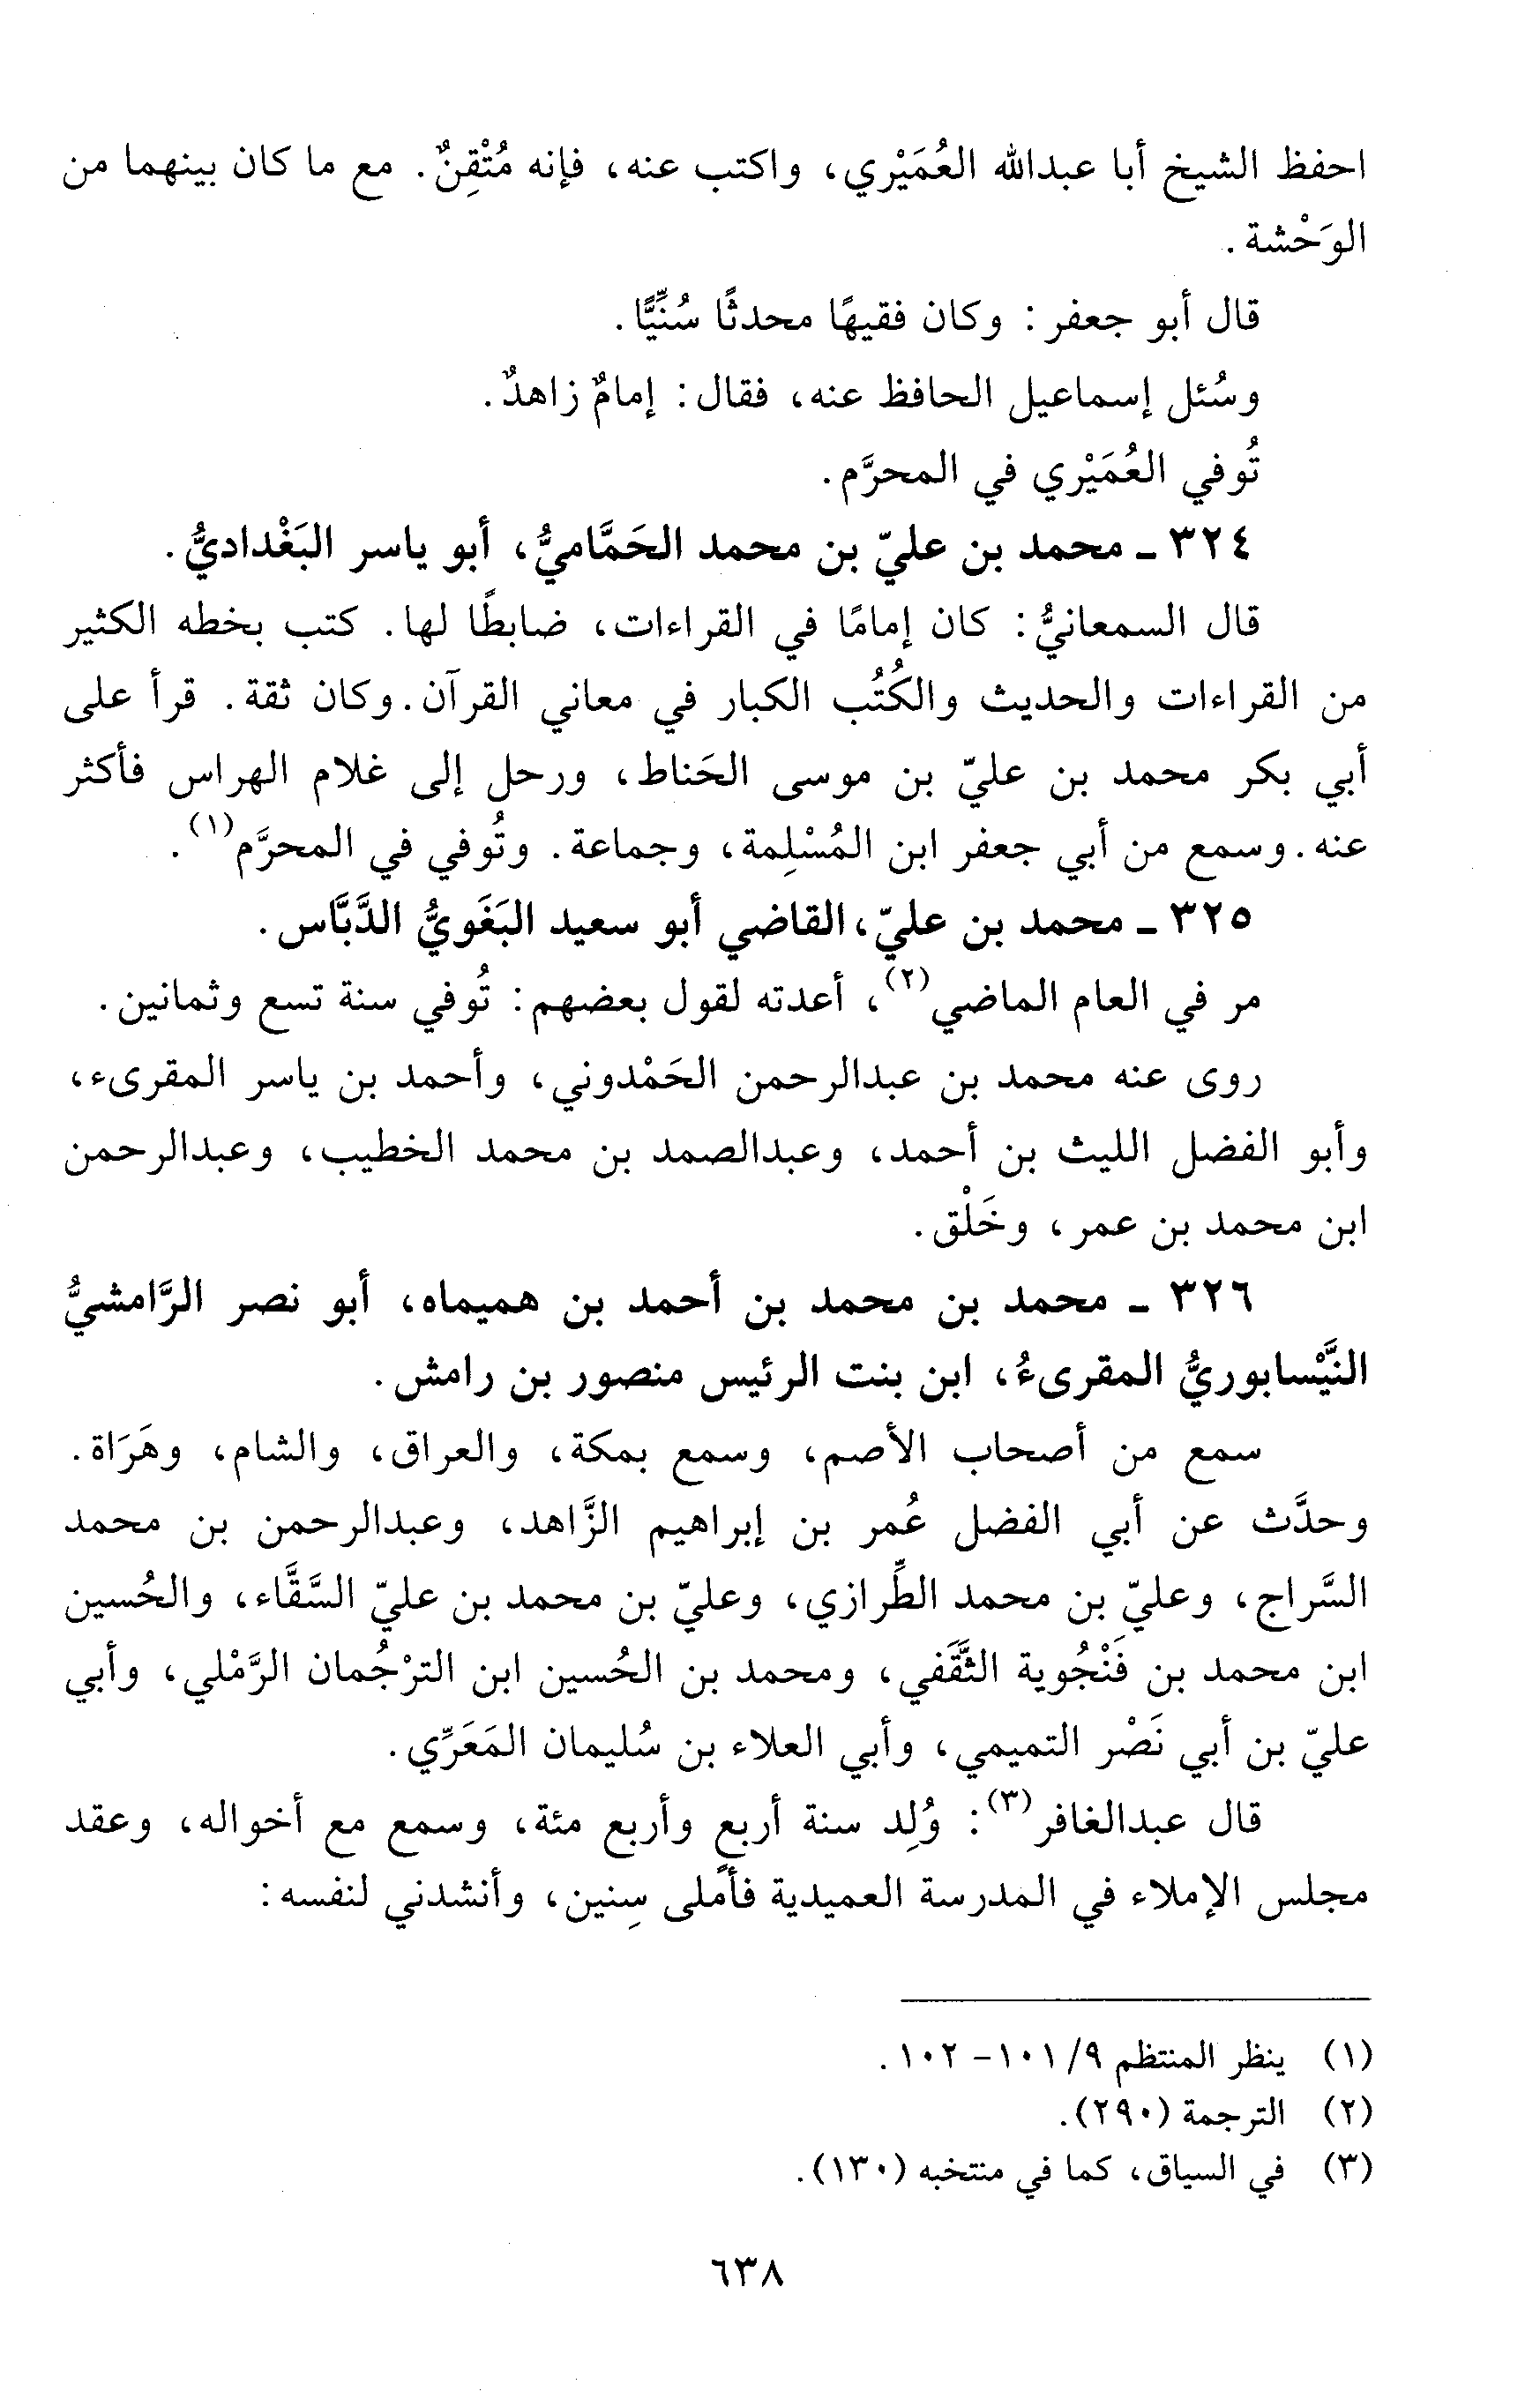 احفظ الشيخ أبا عبدالله العُمَيْري، واكتب عنه، فإنه مُتْقِنٌ. مع ما كان بينهما من
الوَحْشة.
قال أبو جعفر: وكان فقيهًا محدثًا سُنِّيًّا.
وسُئل إسماعيل الحافظ عنه، فقال: إمامٌ زاهدٌ.
تُوفي العُمَيْري في المحرَّم.
٣٢٤ ـ محمد بن عليّ بن محمد الحَمَّاميُّ، أبو ياسر البَغْداديُّ.
قال السمعانيُّ: كان إمامًا في القراءات، ضابطًا لها. كتب بخطه الكثير
من القراءات والحديث والكُتُب الكبار في معاني القرآن. وكان ثقة. قرأ على
أبي بكر محمد بن عليّ بن موسى الحَناط، ورحل إلى غلام الهراس فأكثر
عنه. وسمع من أبي جعفر ابن المُسْلِمة، وجماعة. وتُوفي في المحرَّم(١).
٣٢٥ ـ محمد بن عليّ، القاضي أبو سعيد البَغَويُّ الدَّبَّاس.
مر في العام الماضي(٢)، أعدته لقول بعضهم: تُوفي سنة تسع وثمانين.
روى عنه محمد بن عبدالرحمن الحَمْدوني، وأحمد بن ياسر المقرىء،
وأبو الفضل الليث بن أحمد، وعبدالصمد بن محمد الخطيب، وعبدالرحمن
ابن محمد بن عمر، وخَلْق.
٣٢٦ ـ محمد بن محمد بن أحمد بن هميماه، أبو نصر الرَّامشيُّ
النَّيْسابوريُّ المقرىءُ، ابن بنت الرئيس منصور بن رامش.
سمع من أصحاب الأصم، وسمع بمكة، والعراق، والشام، وهَرَاة.
وحدَّث عن أبي الفضل عُمر بن إبراهيم الزَّاهد، وعبدالرحمن بن محمد
السَّراج، وعليّ بن محمد الطِّرازي، وعليّ بن محمد بن عليّ السَّقَّاء، والحُسين
ابن محمد بن فَنْجُوية الثَّقَفي، ومحمد بن الحُسين ابن الترْجُمان الرَّمْلي، وأبي
عليّ بن أبي نَصْر التميمي، وأبي العلاء بن سُليمان المَعَرِّي.
قال عبدالغافر(٣): وُلِد سنة أربع وأربع مئة، وسمع مع أخواله، وعقد
مجلس الإملاء في المدرسة العميدية فأَملى سِنين، وأنشدني لنفسه:
(١) ينظر المنتظم ٩/ ١٠١- ١٠٢.
(٢) الترجمة (٢٩٠).
(٣) في السياق، كما في منتخبه (١٣٠).
٦٣٨